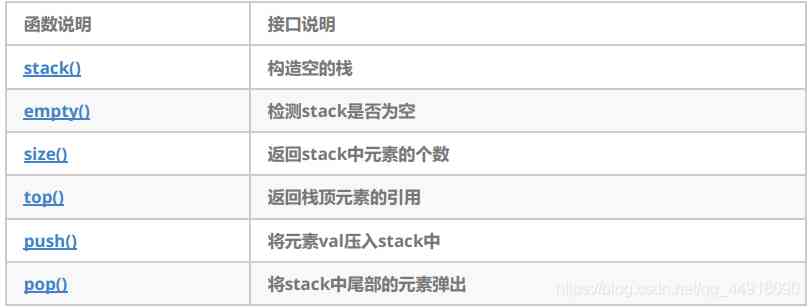 函数说明 接口说明
stack() 构造空的栈
empty() 检测stack是否为空
size() 返回stack中元素的个数
top() 返回栈顶元素的引用
push() 将元素val压入stack中
pop() 将stack中尾部的元素弹出
https://blog.csdn.net/qq_44918090